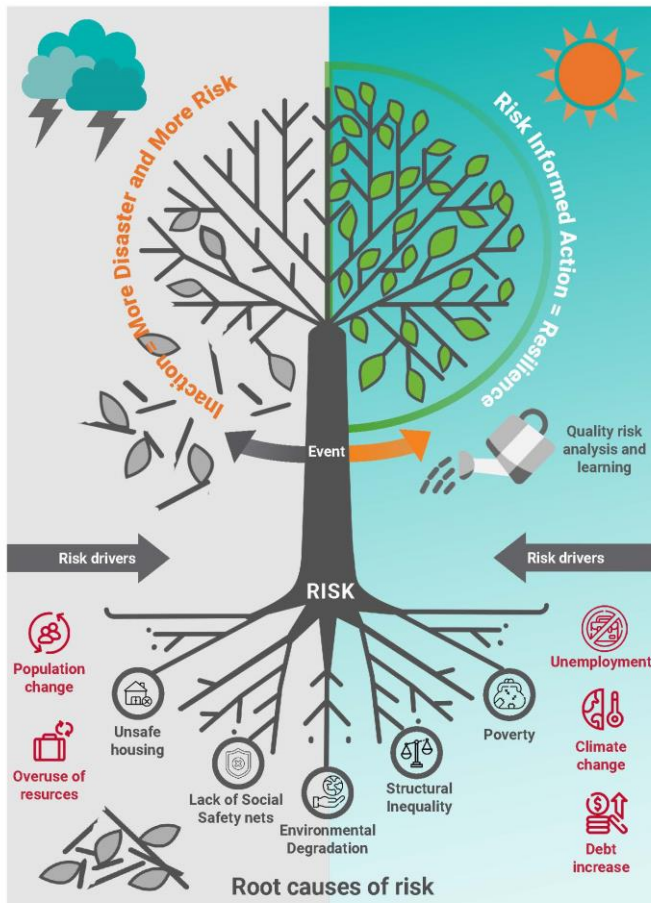 Inaction = More Disaster and More Risk
Risk Informed Action = Resilience
Event
Quality risk
analysis and
learning
Risk drivers
Risk drivers
RISK
Population
change
Unemployment
Unsafe
housing
Poverty
Overuse of
resurces
Climate
change
Lack of Social
Safety nets
Structural
Inequality
Environmental
Degradation
Debt
increase
Root causes of risk